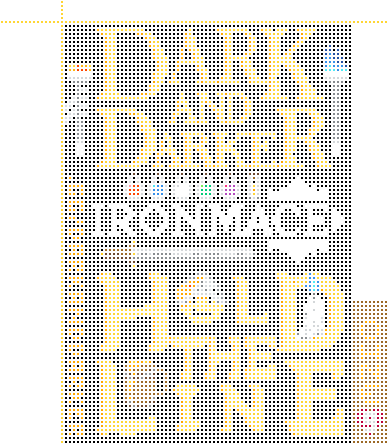 DARK
AND
DARKER
IRONMACE
HOLD
THE
LINE